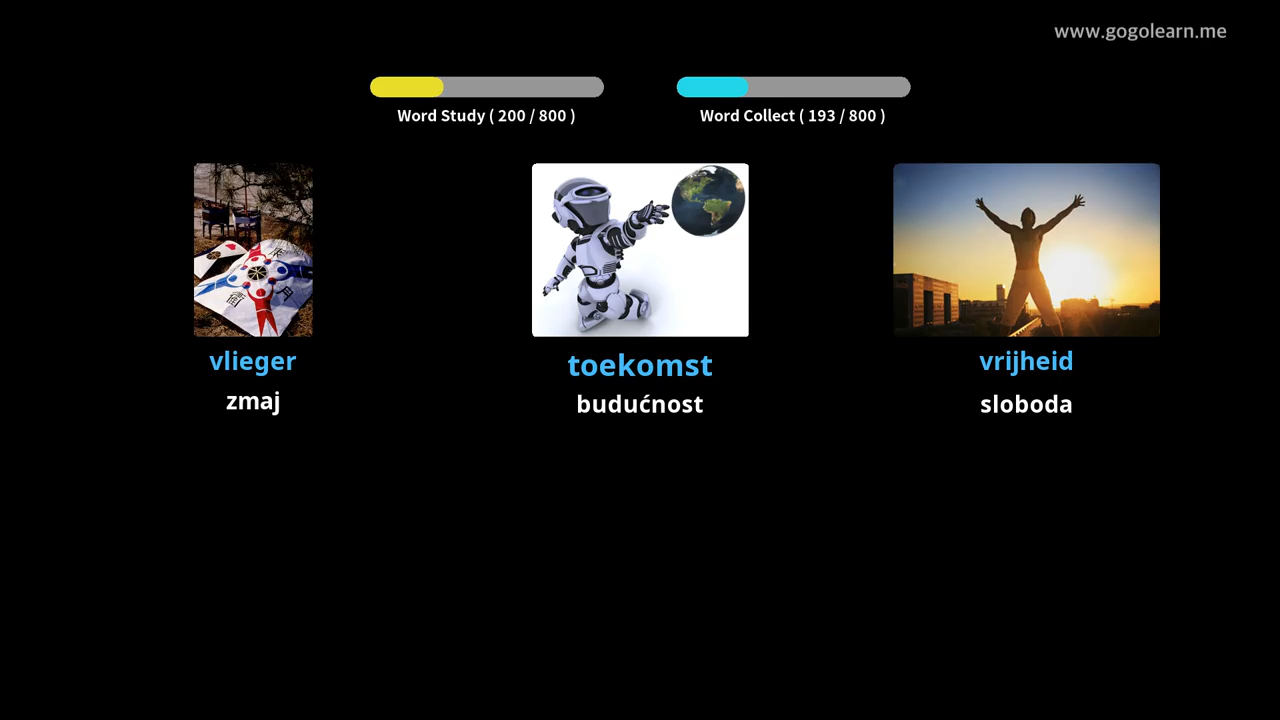 www.gogolearn.me
Word Study ( 200 / 800 )
Word Collect ( 193 / 800 )
vlieger
toekomst
vrijheid
zmaj
budućnost
sloboda